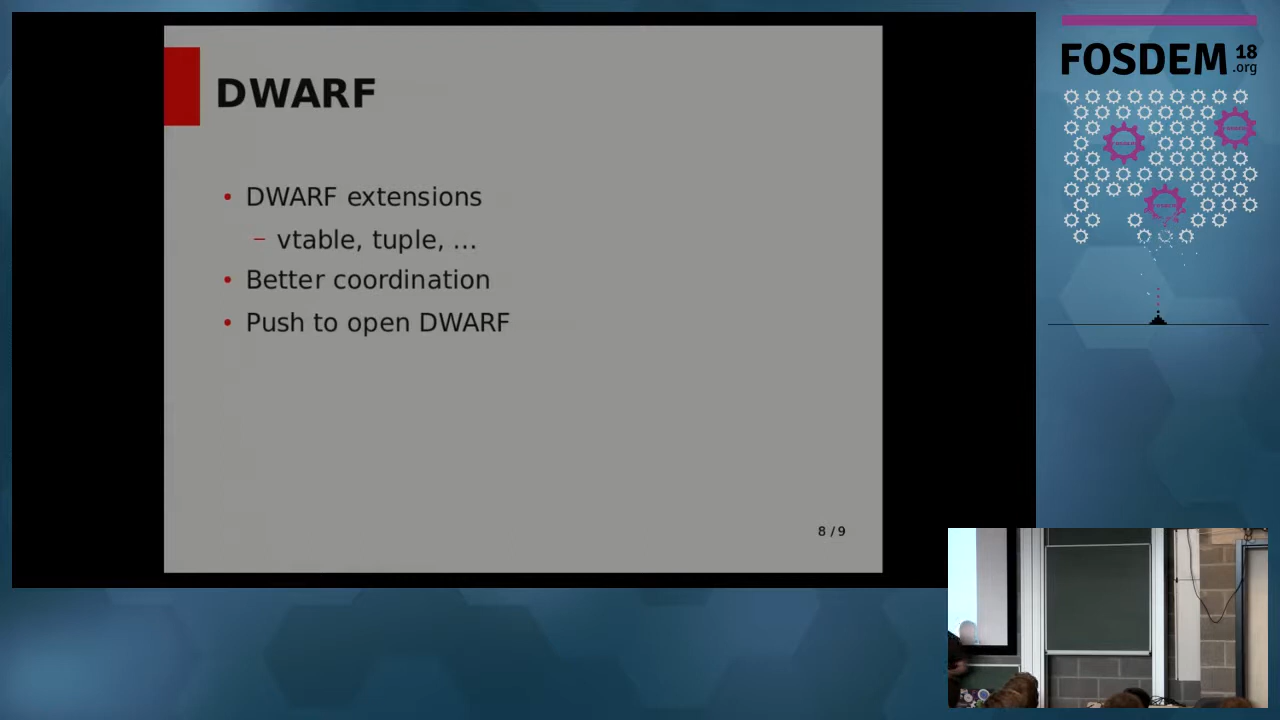 DWARF
• DWARF extensions
– vtable, tuple, ...
• Better coordination
• Push to open DWARF
8 / 9
FOSDEM 18
.org